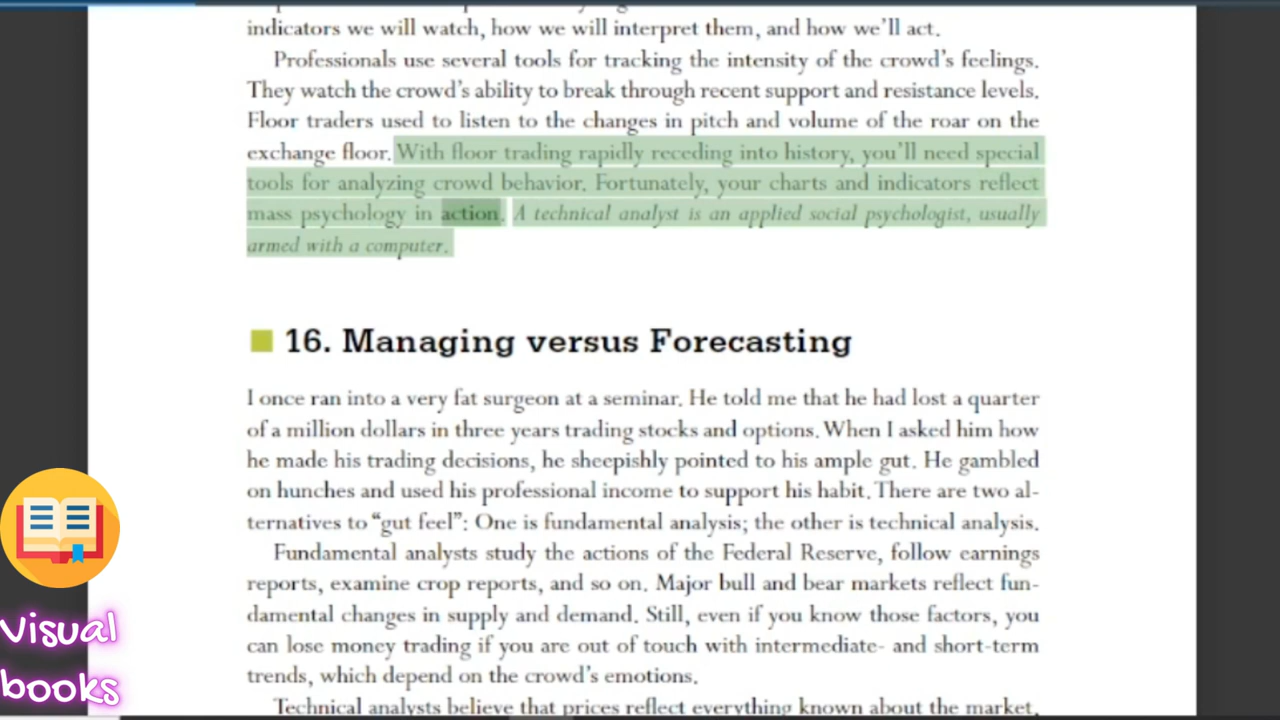 indicators we will watch, how we will interpret them, and how we'll act.
Professionals use several tools for tracking the intensity of the crowd's feelings.
They watch the crowd's ability to break through recent support and resistance levels.
Floor traders used to listen to the changes in pitch and volume of the roar on the
exchange floor. With floor trading rapidly receding into history, you'll need special
tools for analyzing crowd behavior. Fortunately, your charts and indicators reflect
mass psychology in action. A technical analyst is an applied social psychologist, usually
armed with a computer.
16. Managing versus Forecasting
I once ran into a very fat surgeon at a seminar. He told me that he had lost a quarter
of a million dollars in three years trading stocks and options. When I asked him how
he made his trading decisions, he sheepishly pointed to his ample gut. He gambled
on hunches and used his professional income to support his habit. There are two al-
ternatives to “gut feel”: One is fundamental analysis; the other is technical analysis.
Fundamental analysts study the actions of the Federal Reserve, follow earnings
reports, examine crop reports, and so on. Major bull and bear markets reflect fun-
damental changes in supply and demand. Still, even if you know those factors, you
can lose money trading if you are out of touch with intermediate- and short-term
trends, which depend on the crowd's emotions.
Technical analysts believe that prices reflect everything known about the market,
Visual
books